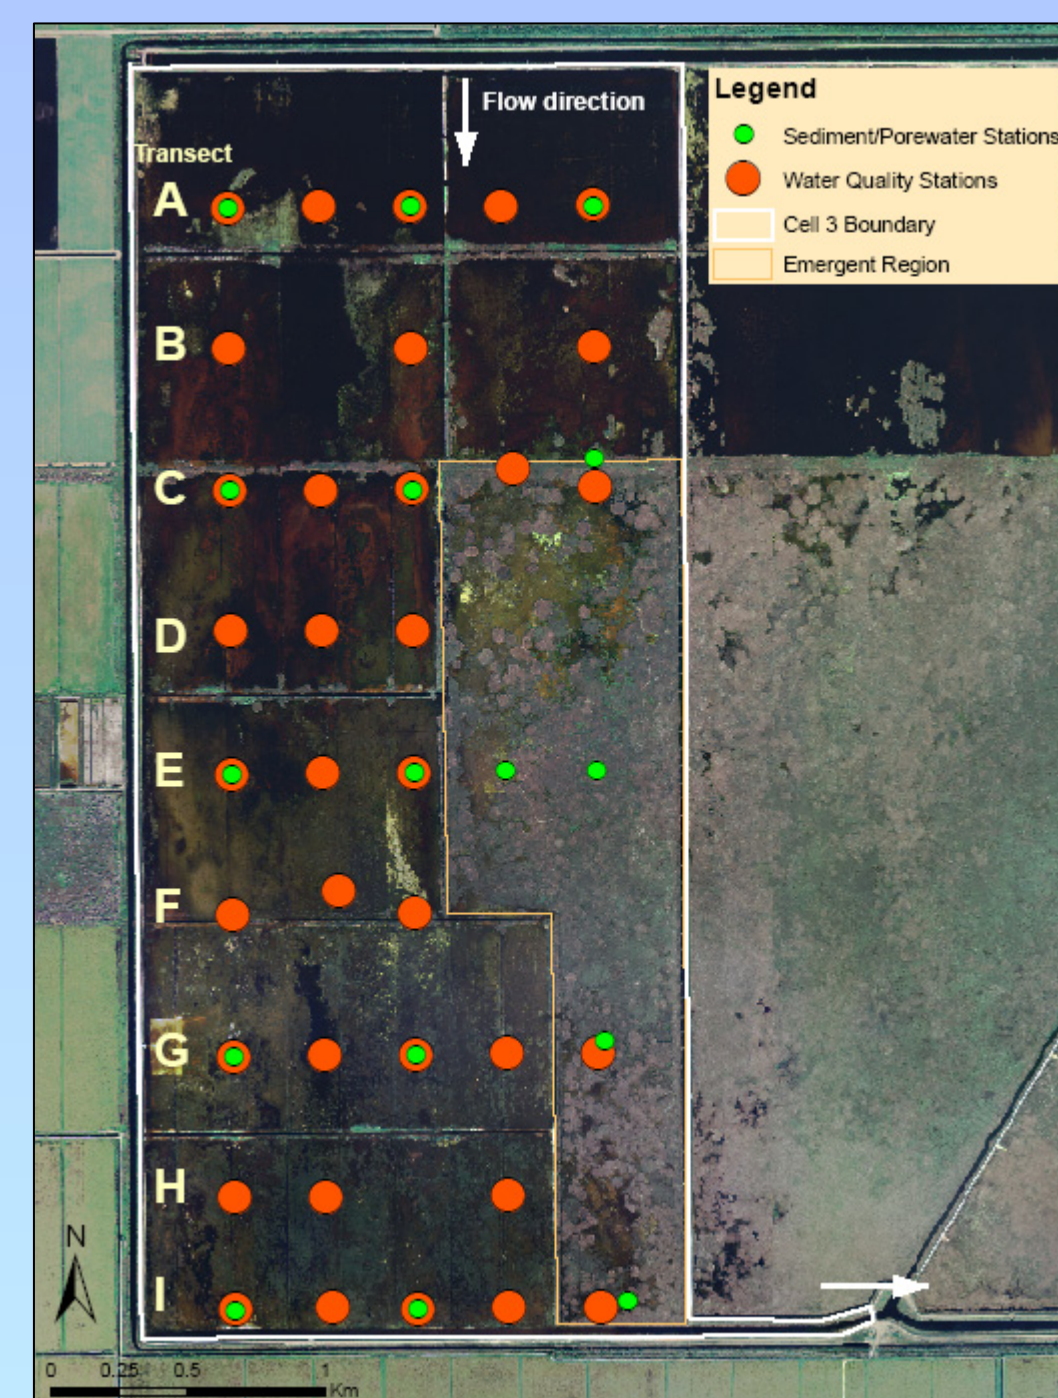 Legend
Flow direction
Sediment/Porewater Stations
Transect
Water Quality Stations
A
Cell 3 Boundary
Emergent Region
B
C
D
E
F
G
H
N
I
0 0.25 0.5 1
Km